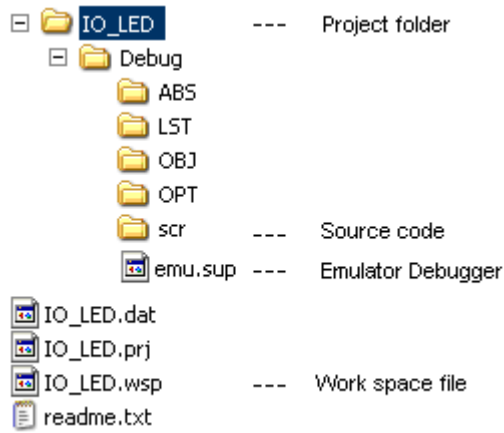 IO_LED --- Project folder
Debug
ABS
LST
OBJ
OPT
scr --- Source code
emu.sup --- Emulator Debugger
IO_LED.dat
IO_LED.prj
IO_LED.wsp --- Work space file
readme.txt